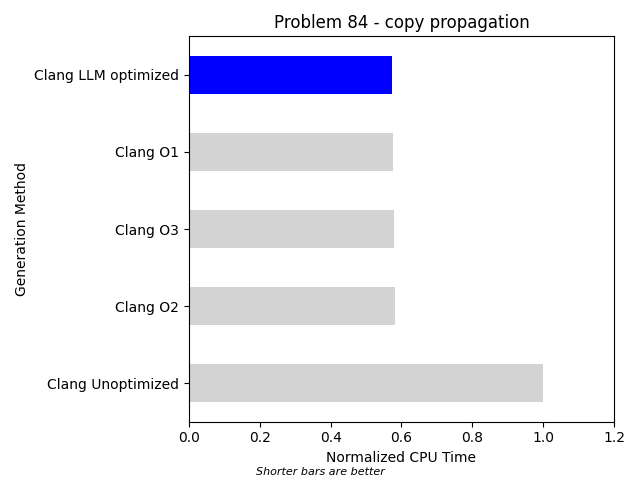 Problem 84 - copy propagation
Generation Method
Clang LLM optimized
Clang O1
Clang O3
Clang O2
Clang Unoptimized
0.0 0.2 0.4 0.6 0.8 1.0 1.2
Normalized CPU Time
Shorter bars are better